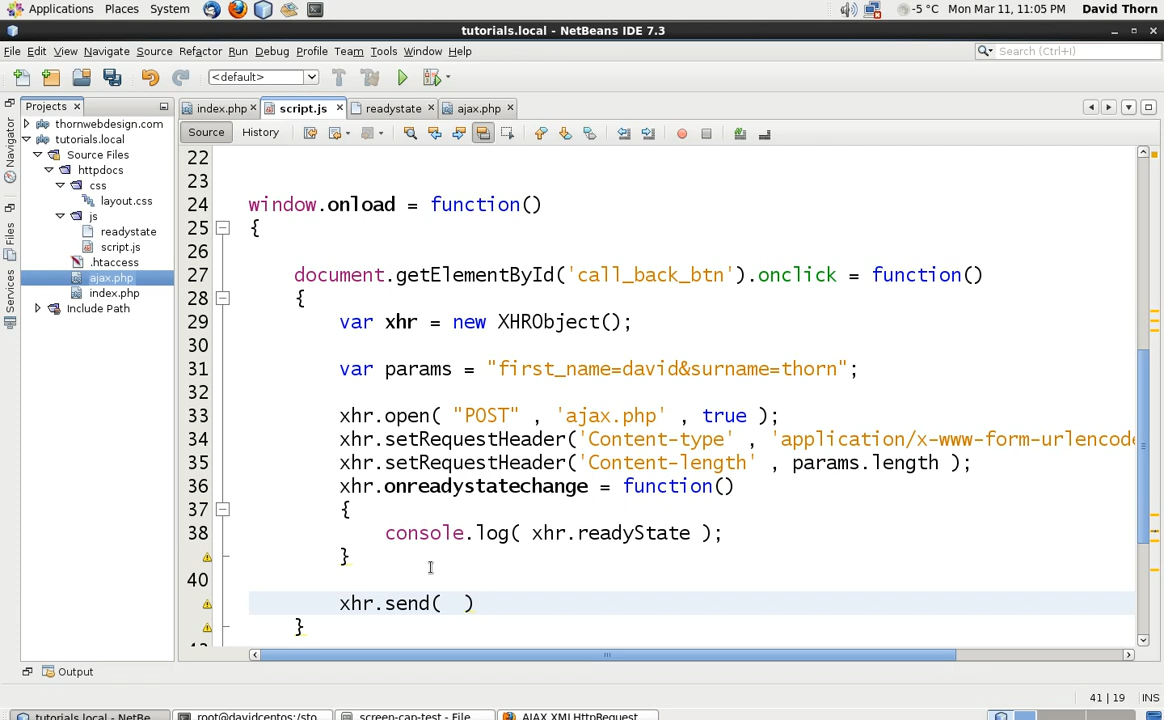 Applications Places System -5 °C Mon Mar 11, 11:05 PM David Thorn
tutorials.local - NetBeans IDE 7.3
File Edit View Navigate Source Refactor Run Debug Profile Team Tools Window Help Search (Ctrl+I)
<default>
Projects index.php script.js readystate ajax.php
thornwebdesign.com
tutorials.local
Source Files
httpdocs
css
layout.css
js
readystate
script.js
.htaccess
ajax.php
index.php
Include Path
Navigator
Files
Services
Source History
22
23
24 window.onload = function()
25 {
26
27 document.getElementById('call_back_btn').onclick = function()
28 {
29 var xhr = new XHRObject();
30
31 var params = "first_name=david&surname=thorn";
32
33 xhr.open( "POST" , 'ajax.php' , true );
34 xhr.setRequestHeader('Content-type' , 'application/x-www-form-urlencode
35 xhr.setRequestHeader('Content-length' , params.length );
36 xhr.onreadystatechange = function()
37 {
38 console.log( xhr.readyState );
}
40
xhr.send( )
}
Output
41 | 19 INS
tutorials.local - NetBe... root@davidcentos:/sto... screen-cap-test - File ... AJAX XMLHttpRequest...